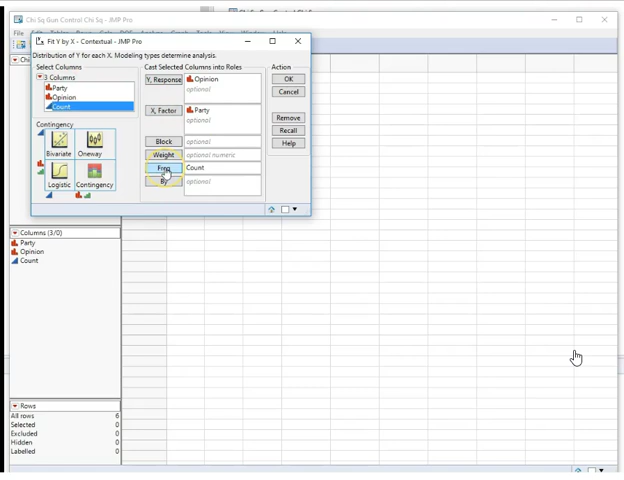 Chi Sq Gun Control Chi Sq - JMP Pro
File
Fit Y by X - Contextual - JMP Pro
Distribution of Y for each X. Modeling types determine analysis.
Select Columns
Cast Selected Columns into Roles
Action
3 Columns
Party
Opinion
Count
Y, Response
Opinion
optional
X, Factor
Party
optional
OK
Cancel
Remove
Recall
Help
Contingency
Bivariate
Oneway
Logistic
Contingency
Block
optional
Weight
optional numeric
Freq
Count
By
optional
Columns (3/0)
Party
Opinion
Count
Rows
All rows 6
Selected 0
Excluded 0
Hidden 0
Labelled 0